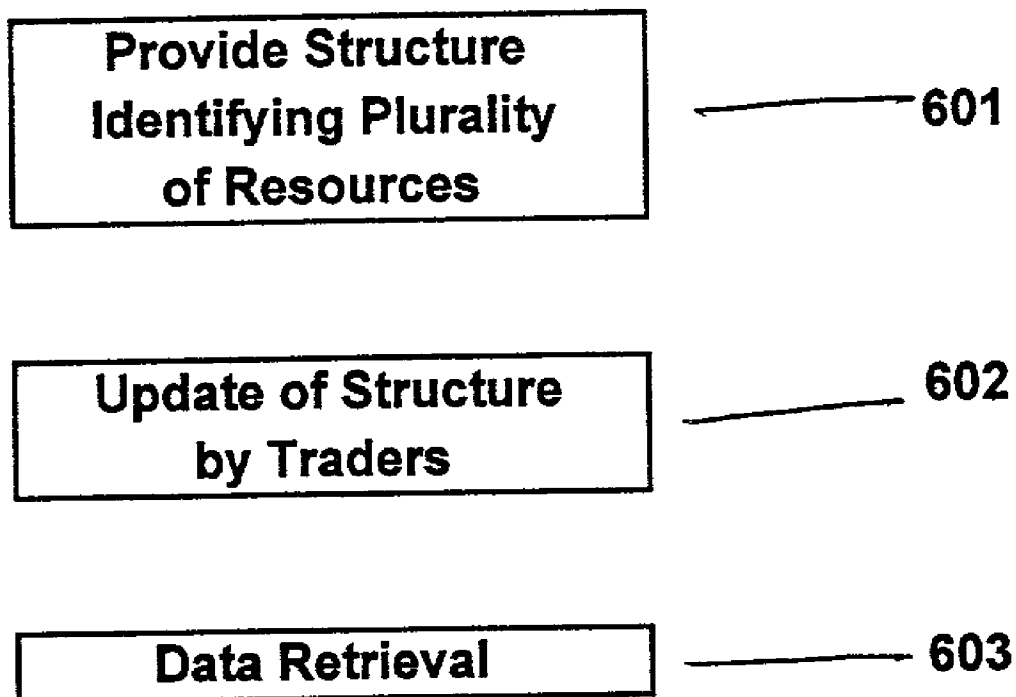 Provide Structure
Identifying Plurality
of Resources
601
Update of Structure
by Traders
602
Data Retrieval
603